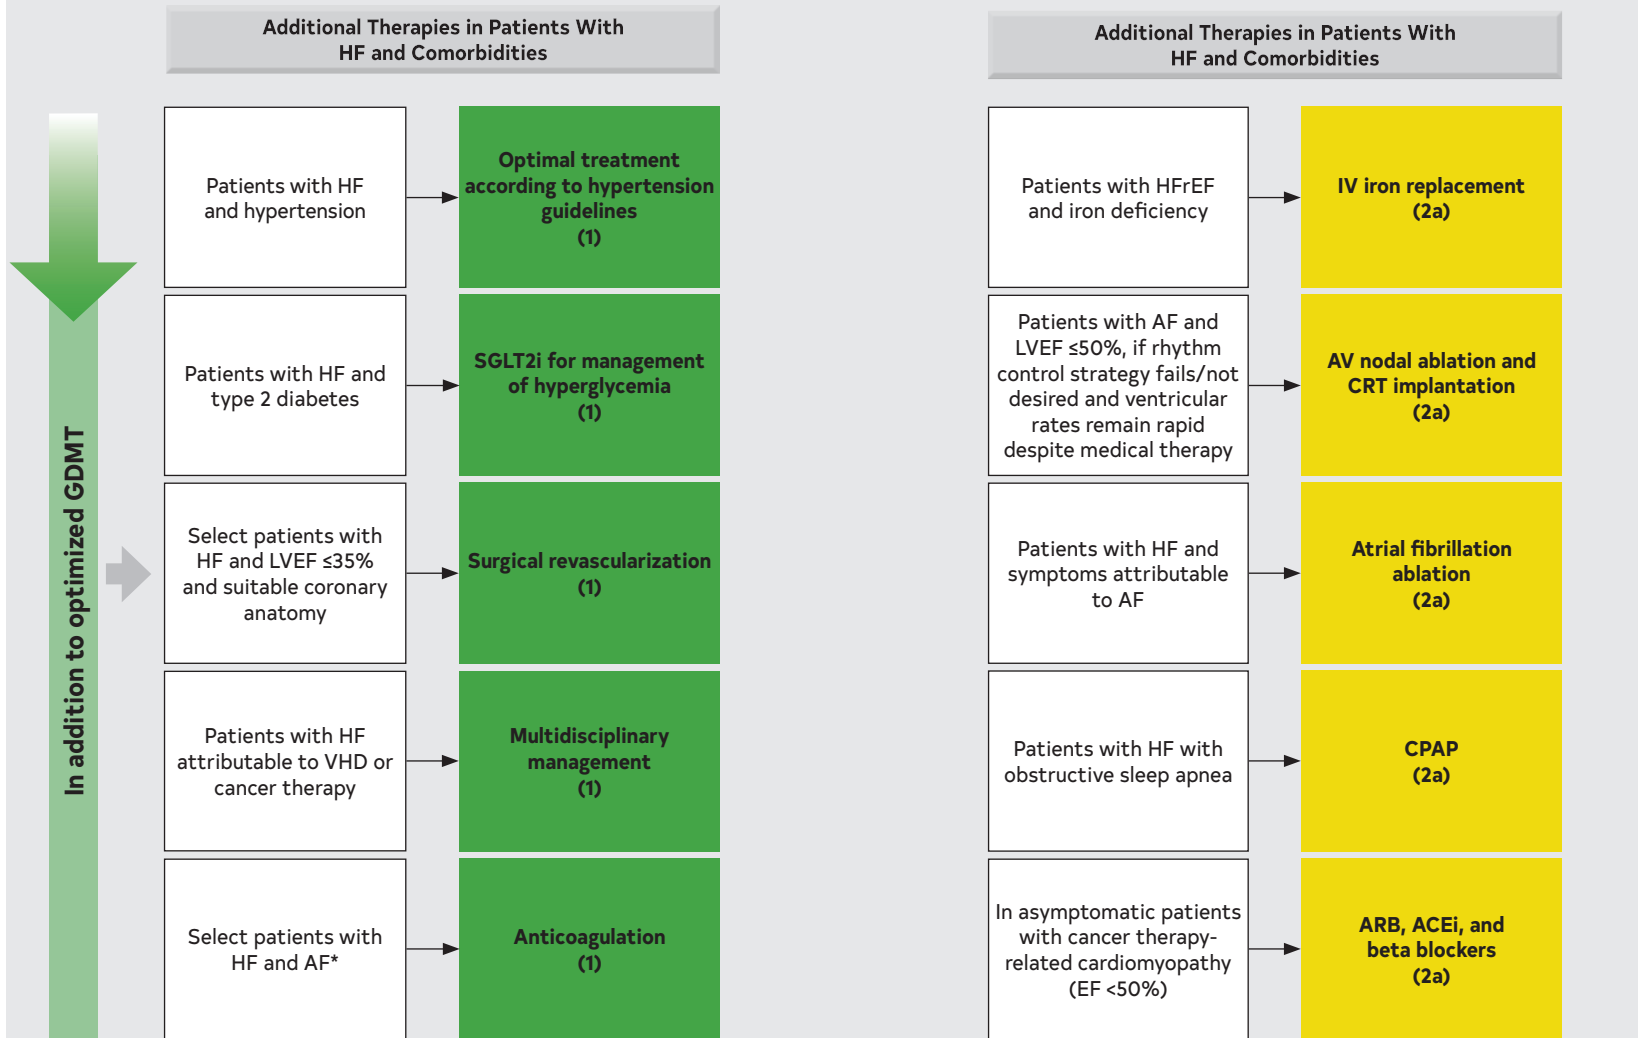 Additional Therapies in Patients With
HF and Comorbidities
In addition to optimized GDMT
Patients with HF
and hypertension
Optimal treatment
according to hypertension
guidelines
(1)
Patients with HF and
type 2 diabetes
SGLT2i for management
of hyperglycemia
(1)
Select patients with
HF and LVEF ≤35%
and suitable coronary
anatomy
Surgical revascularization
(1)
Patients with HF
attributable to VHD or
cancer therapy
Multidisciplinary
management
(1)
Select patients with
HF and AF*
Anticoagulation
(1)
Additional Therapies in Patients With
HF and Comorbidities
Patients with HFrEF
and iron deficiency
IV iron replacement
(2a)
Patients with AF and
LVEF ≤50%, if rhythm
control strategy fails/not
desired and ventricular
rates remain rapid
despite medical therapy
AV nodal ablation and
CRT implantation
(2a)
Patients with HF and
symptoms attributable
to AF
Atrial fibrillation
ablation
(2a)
Patients with HF with
obstructive sleep apnea
CPAP
(2a)
In asymptomatic patients
with cancer therapy-
related cardiomyopathy
(EF <50%)
ARB, ACEi, and
beta blockers
(2a)